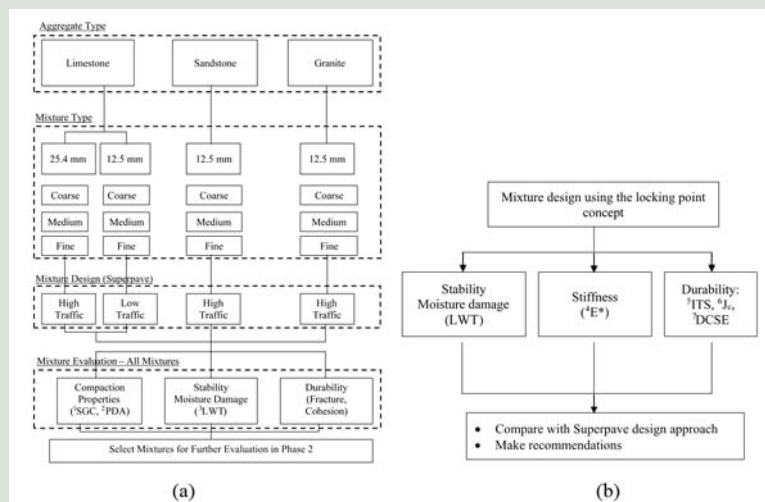 Aggregate Type
Limestone
Sandstone
Granite
Mixture Type
25.4 mm
12.5 mm
12.5 mm
12.5 mm
Coarse
Coarse
Coarse
Coarse
Medium
Medium
Medium
Medium
Fine
Fine
Fine
Fine
Mixture Design (Superpave)
High
Traffic
Low
Traffic
High
Traffic
High
Traffic
Mixture Evaluation – All Mixtures
Compaction
Properties
(¹SGC, ²PDA)
Stability
Moisture Damage
(³LWT)
Durability
(Fracture,
Cohesion)
Select Mixtures for Further Evaluation in Phase 2
(a)
Mixture design using the locking point
concept
Stability
Moisture damage
(LWT)
Stiffness
(⁴E*)
Durability:
⁵ITS, ⁶Jc,
⁷DCSE
• Compare with Superpave design approach
• Make recommendations
(b)